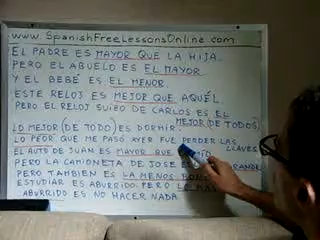 www.SpanishFreeLessonsOnline.com
EL PADRE ES MAYOR QUE LA HIJA.
PERO EL ABUELO ES EL MAYOR
Y EL BEBÉ ES EL MENOR.
ESTE RELOJ ES MEJOR QUE AQUÉL.
PERO EL RELOJ SUIZO DE CARLOS ES EL
MEJOR (DE TODOS)
LO MEJOR (DE TODO) ES DORMIR.
LO PEOR QUE ME PASÓ AYER FUE PERDER LAS
LLAVES
EL AUTO DE JUAN ES MAYOR QUE
PERO LA CAMIONETA DE JOSE
PERO TAMBIEN ES LA MENOS
ESTUDIAR ES ABURRIDO. PERO
ABURRIDO ES NO HACER NADA